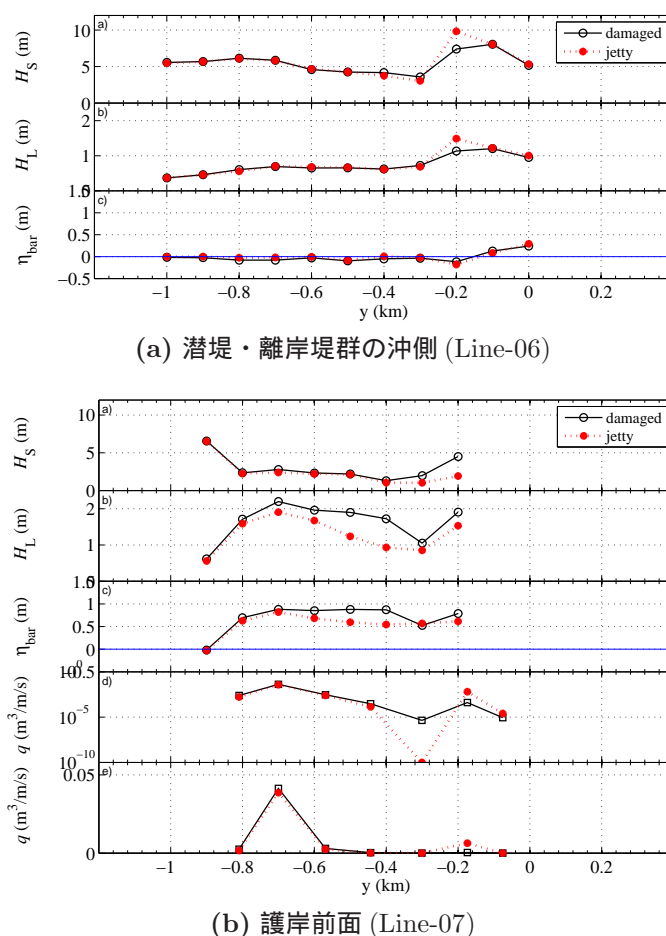 a)
10
5
0
H_S (m)
damaged
jetty
b)
2
1
0
H_L (m)
c)
1.5
1
0.5
0
−0.5
η_bar (m)
−1 −0.8 −0.6 −0.4 −0.2 0 0.2
y (km)
(a) 潜堤・離岸堤群の沖側 (Line-06)
a)
10
5
0
H_S (m)
damaged
jetty
b)
2
1
H_L (m)
c)
1.5
1
0.5
0
−0.5
η_bar (m)
d)
10^0
10^−5
10^−10
q (m^3/m/s)
e)
0.05
0
q (m^3/m/s)
−1 −0.8 −0.6 −0.4 −0.2 0 0.2
y (km)
(b) 護岸前面 (Line-07)